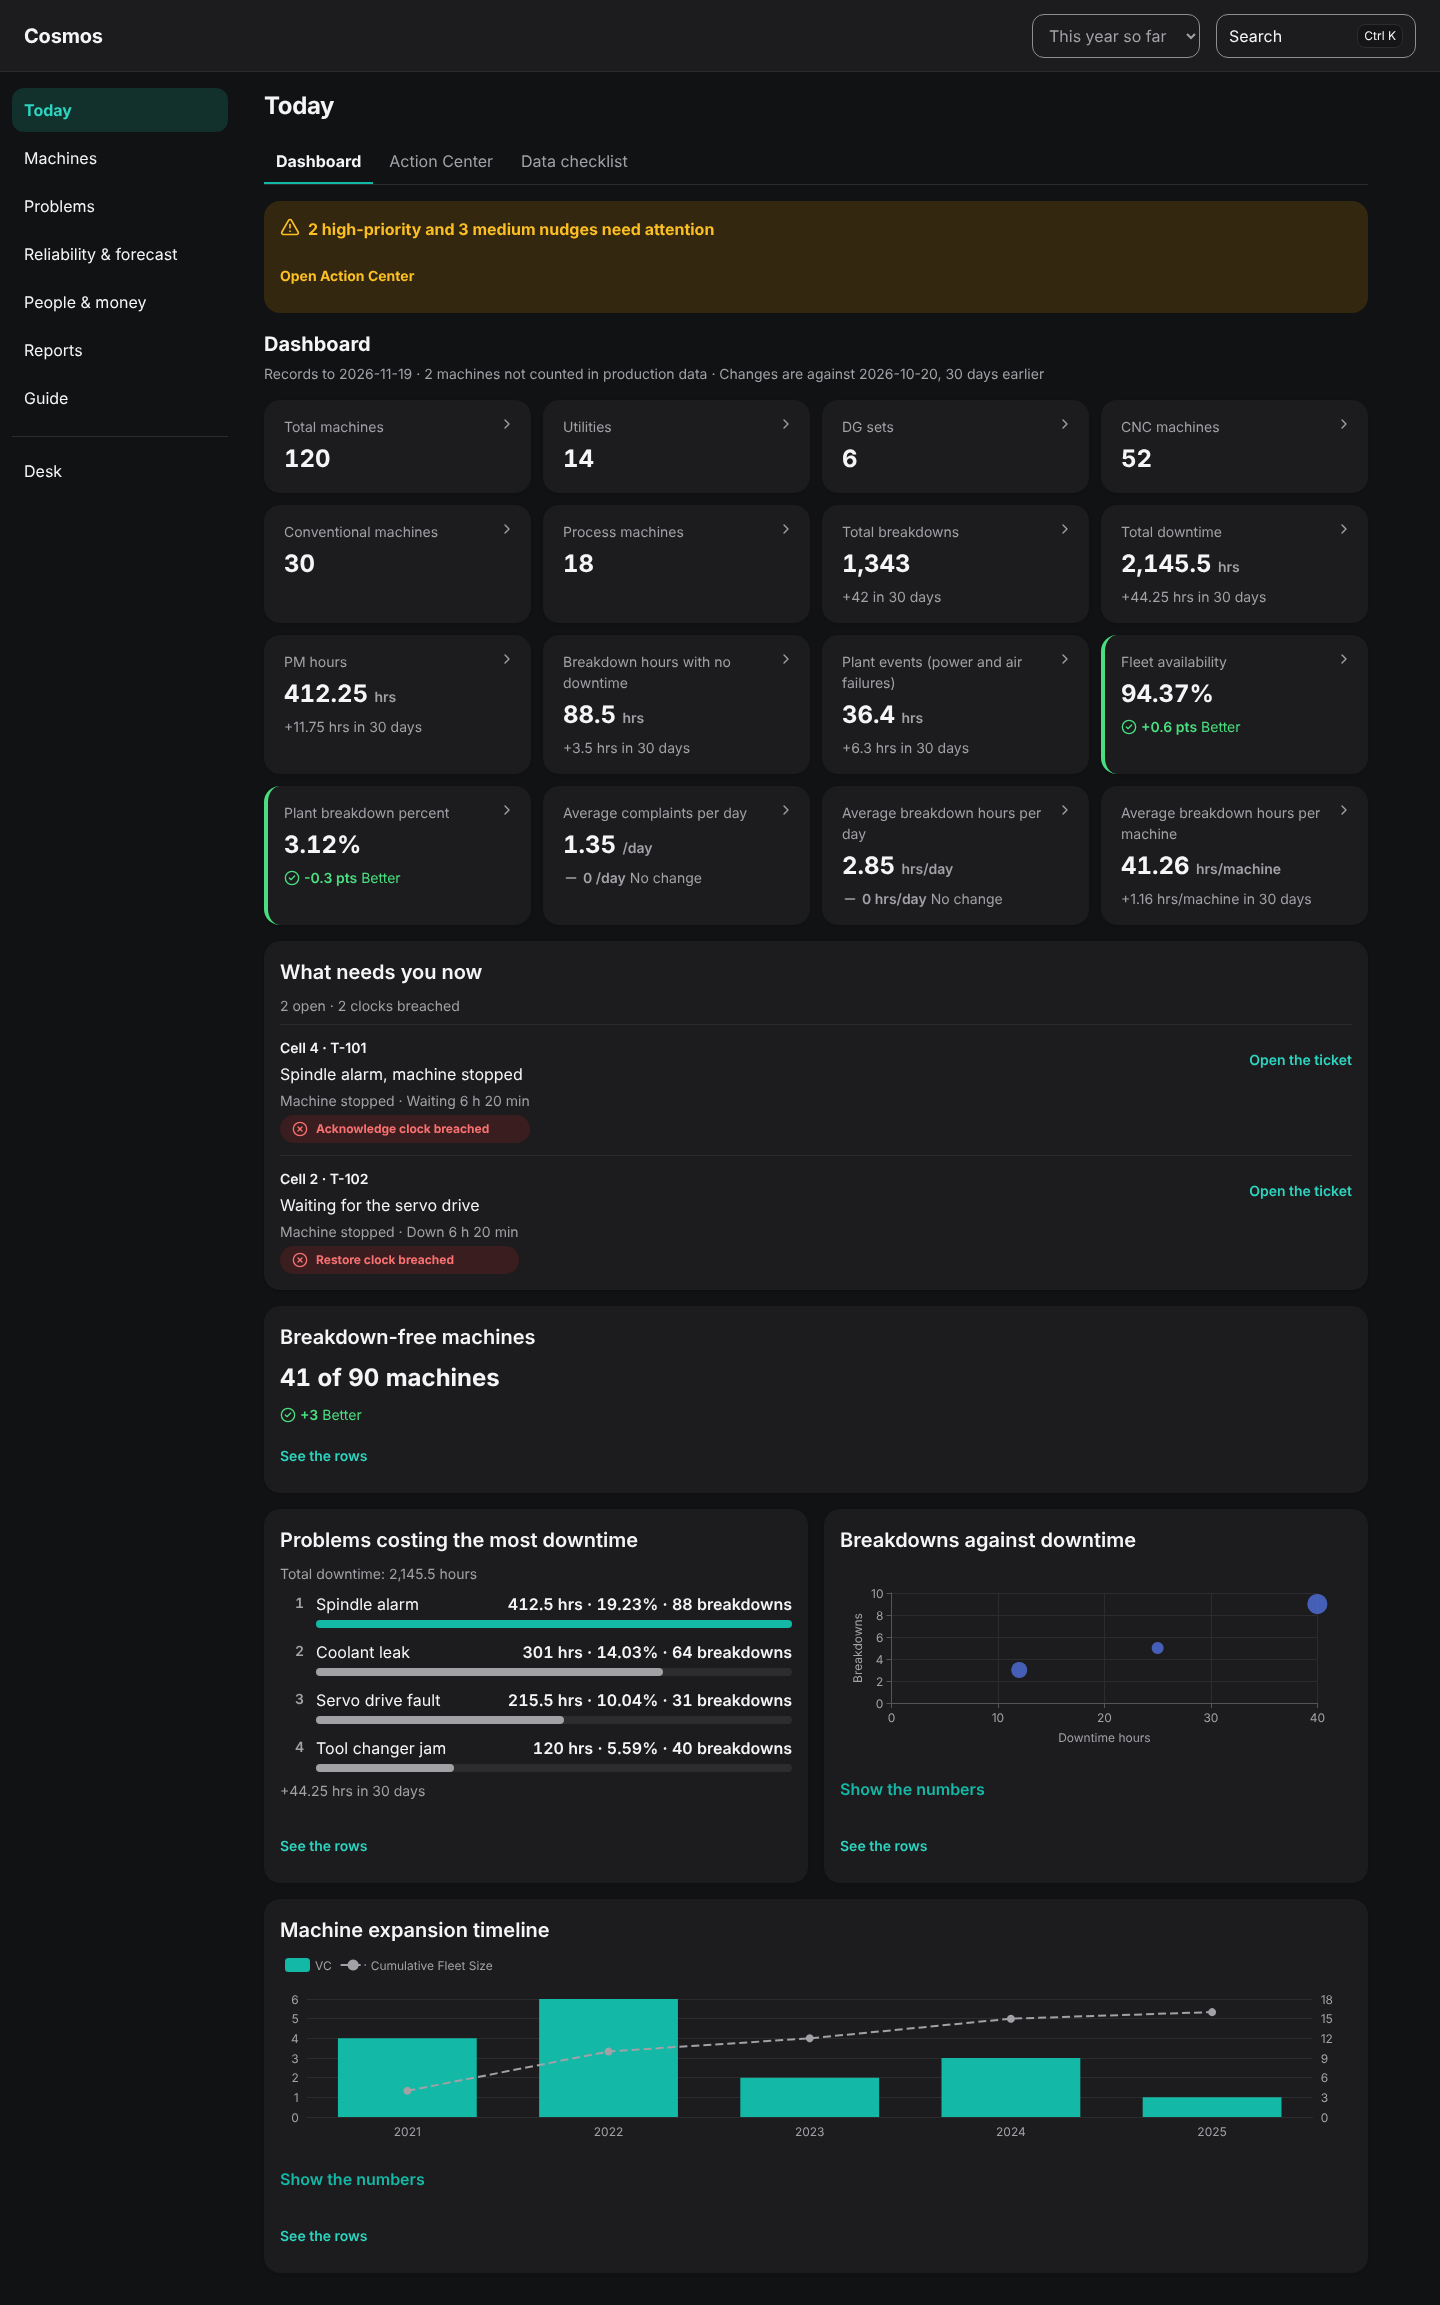 Cosmos
This year so far
Search
Ctrl K
Today
Machines
Problems
Reliability & forecast
People & money
Reports
Guide
Desk
Today
Dashboard
Action Center
Data checklist
2 high-priority and 3 medium nudges need attention
Open Action Center
Dashboard
Records to 2026-11-19 · 2 machines not counted in production data · Changes are against 2026-10-20, 30 days earlier
Total machines
120
Utilities
14
DG sets
6
CNC machines
52
Conventional machines
30
Process machines
18
Total breakdowns
1,343
+42 in 30 days
Total downtime
2,145.5 hrs
+44.25 hrs in 30 days
PM hours
412.25 hrs
+11.75 hrs in 30 days
Breakdown hours with no
downtime
88.5 hrs
+3.5 hrs in 30 days
Plant events (power and air
failures)
36.4 hrs
+6.3 hrs in 30 days
Fleet availability
94.37%
+0.6 pts Better
Plant breakdown percent
3.12%
-0.3 pts Better
Average complaints per day
1.35 /day
0 /day No change
Average breakdown hours per
day
2.85 hrs/day
0 hrs/day No change
Average breakdown hours per
machine
41.26 hrs/machine
+1.16 hrs/machine in 30 days
What needs you now
2 open · 2 clocks breached
Cell 4 · T-101
Spindle alarm, machine stopped
Machine stopped · Waiting 6 h 20 min
Acknowledge clock breached
Open the ticket
Cell 2 · T-102
Waiting for the servo drive
Machine stopped · Down 6 h 20 min
Restore clock breached
Open the ticket
Breakdown-free machines
41 of 90 machines
+3 Better
See the rows
Problems costing the most downtime
Total downtime: 2,145.5 hours
1 Spindle alarm 412.5 hrs · 19.23% · 88 breakdowns
2 Coolant leak 301 hrs · 14.03% · 64 breakdowns
3 Servo drive fault 215.5 hrs · 10.04% · 31 breakdowns
4 Tool changer jam 120 hrs · 5.59% · 40 breakdowns
+44.25 hrs in 30 days
See the rows
Breakdowns against downtime
Breakdowns
10
8
6
4
2
0
0 10 20 30 40
Downtime hours
Show the numbers
See the rows
Machine expansion timeline
VC Cumulative Fleet Size
6
5
4
3
2
1
0
18
15
12
9
6
3
0
2021 2022 2023 2024 2025
Show the numbers
See the rows